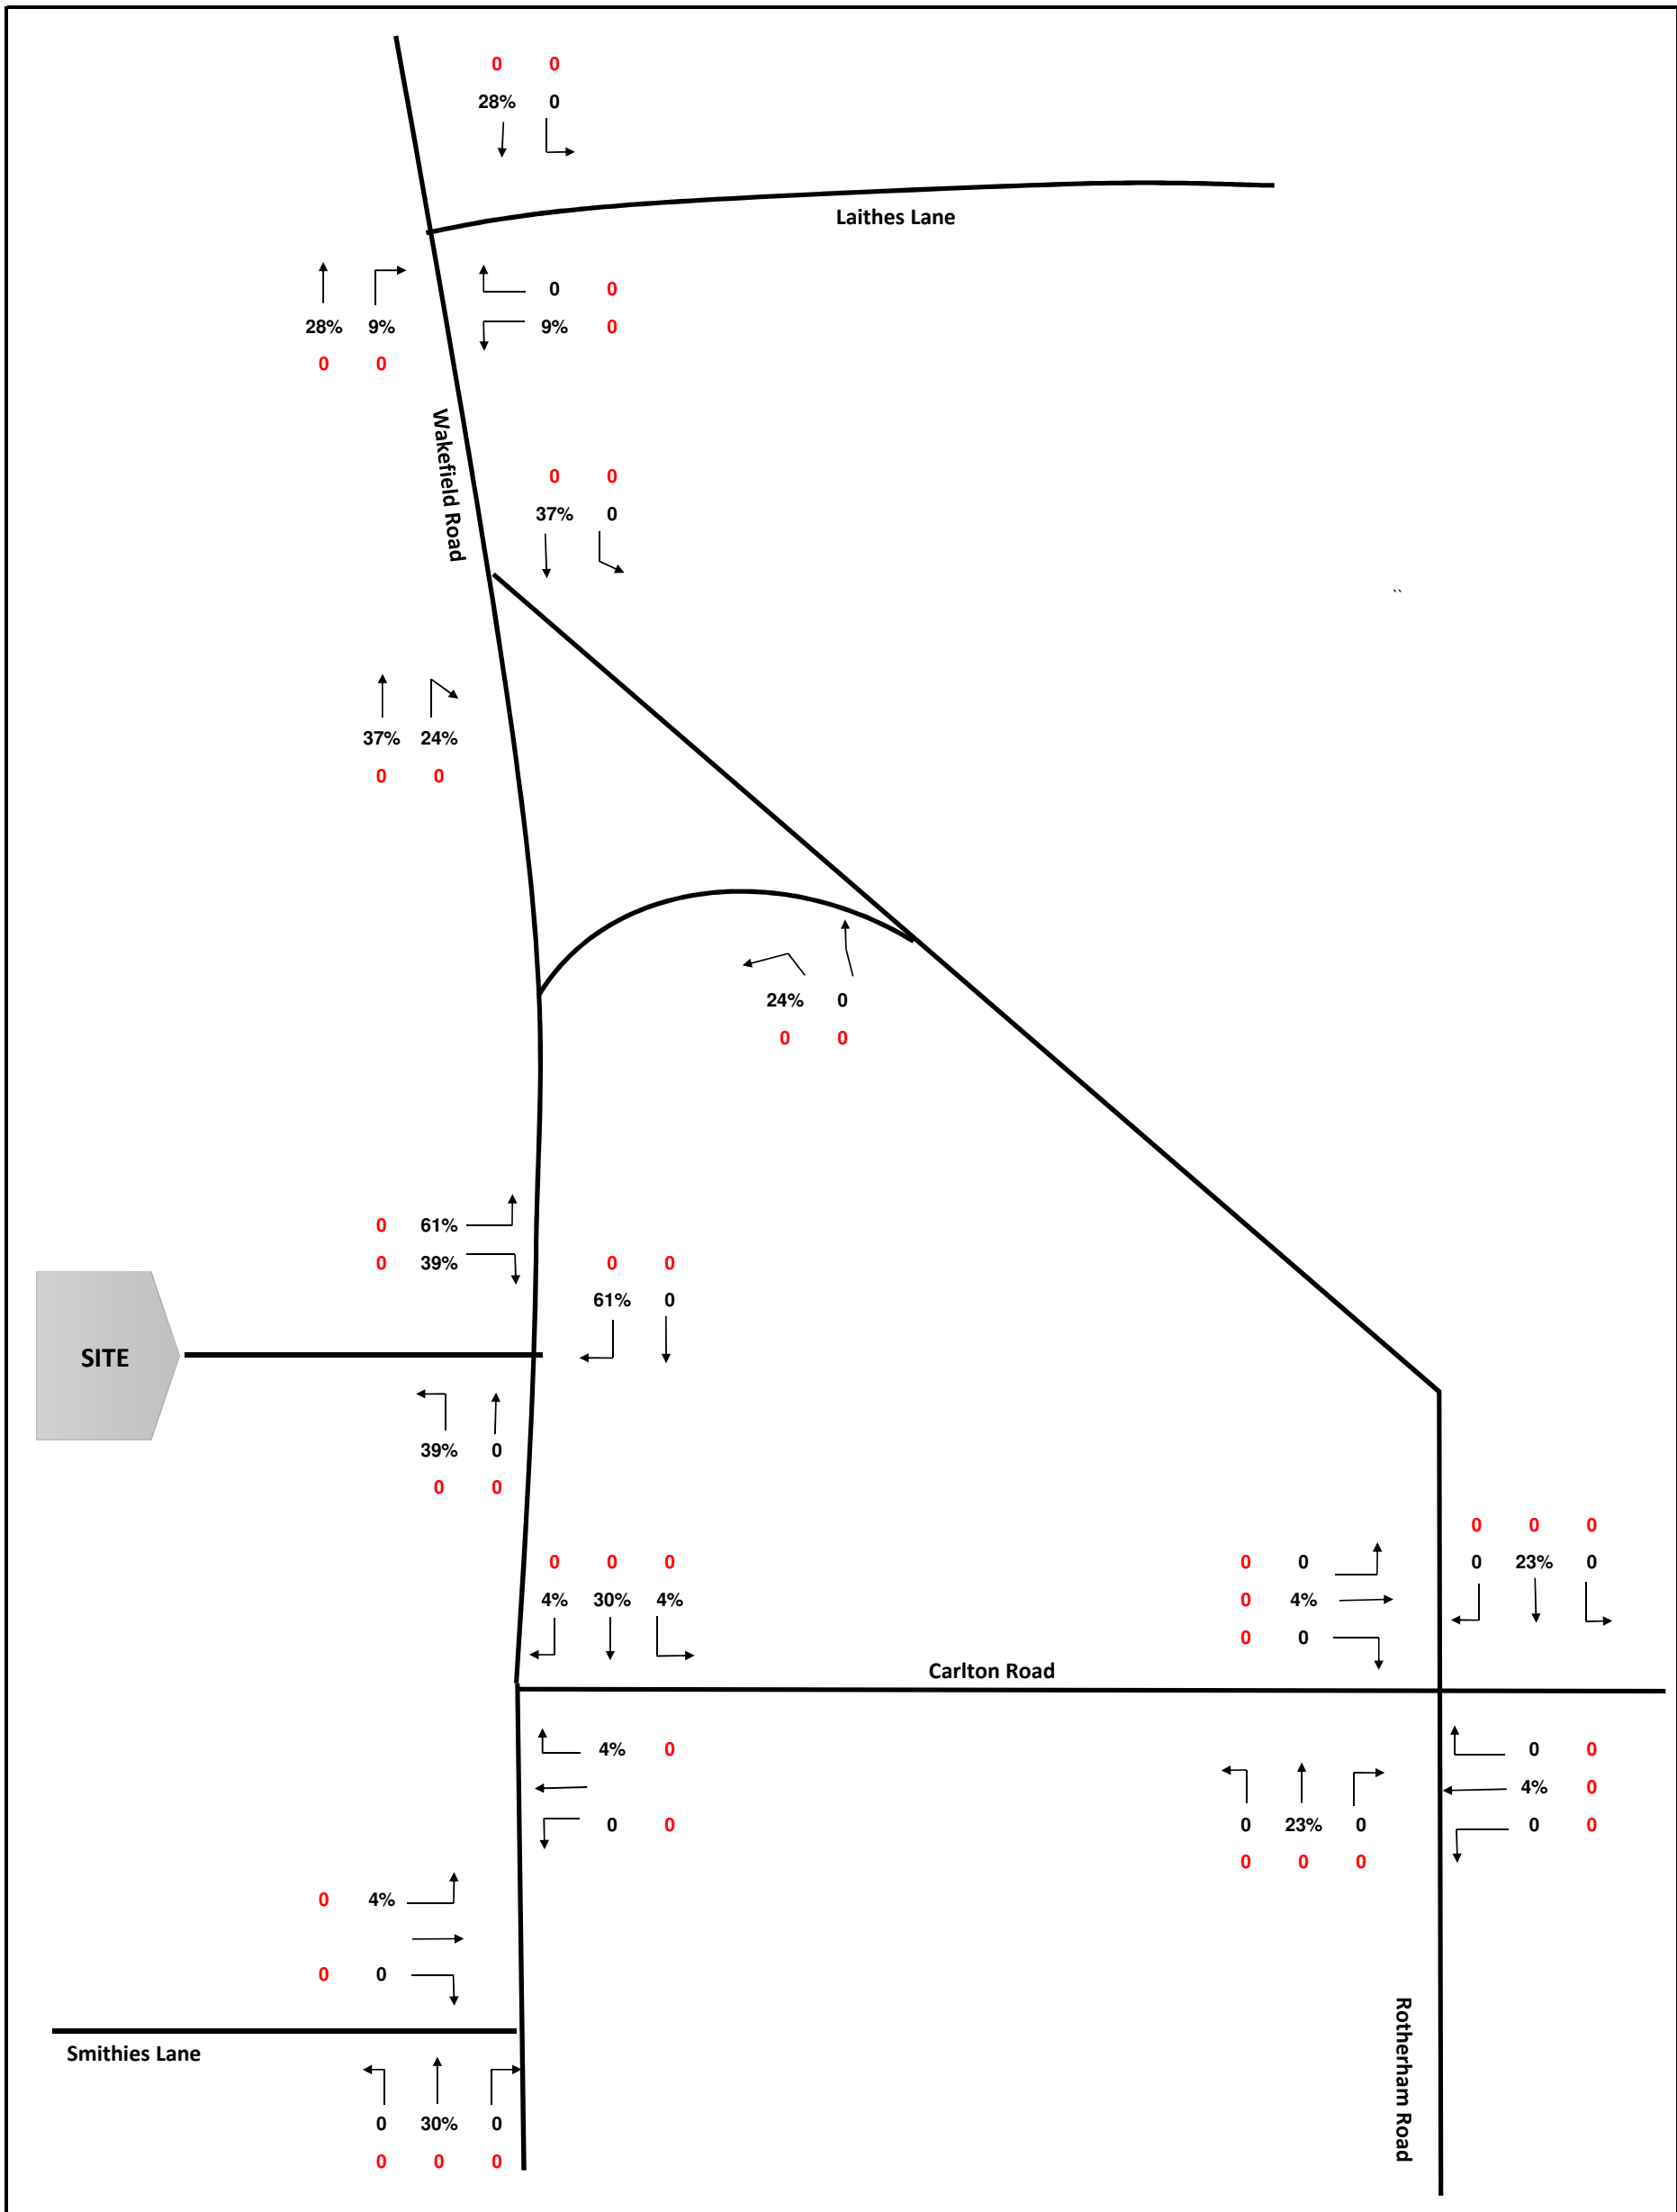 0 0
28% 0
Laithes Lane
0 0
28% 9%
9% 0
0 0
Wakefield Road
0 0
37% 0
``
37% 24%
0 0
24% 0
0 0
0 61%
0 39%
0 0
61% 0
SITE
39% 0
0 0
0 0 0
4% 30% 4%
0 0 0
0 23% 0
0 0
0 4%
0 0
Carlton Road
4% 0
0 0
0 23% 0
0 0 0
0 0
4% 0
0 0
0 4%
0 0
Smithies Lane
0 30% 0
0 0 0
Rotherham Road